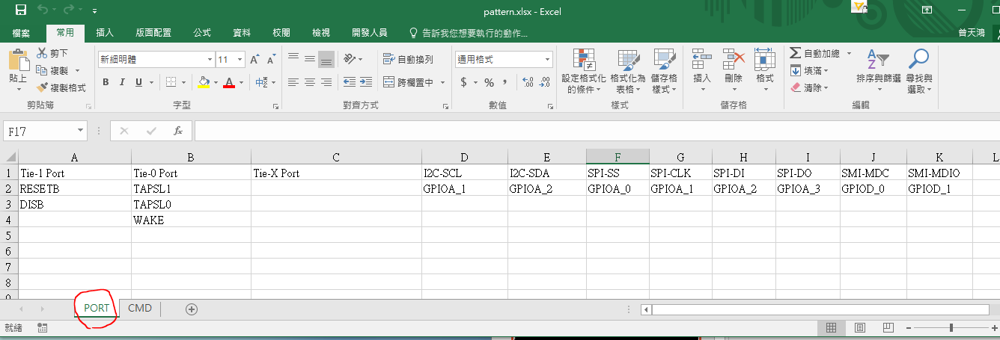 pattern.xlsx - Excel
檔案 常用 插入 版面配置 公式 資料 校閱 檢視 開發人員 告訴我您想要執行的動作... 曾天鴻
貼上 剪下 複製 複製格式 剪貼簿
新細明體 11 B I U A 中 字型
自動換列 跨欄置中 對齊方式
通用格式 $ % , .0 .00 數值
設定格式化的條件 格式化為表格 儲存格樣式 樣式
插入 刪除 格式 儲存格
自動加總 填滿 清除 排序與篩選 尋找與選取 編輯
F17 fx
A B C D E F G H I J K L
1 Tie-1 Port Tie-0 Port Tie-X Port I2C-SCL I2C-SDA SPI-SS SPI-CLK SPI-DI SPI-DO SMI-MDC SMI-MDIO
2 RESETB TAPSL1 GPIOA_1 GPIOA_2 GPIOA_0 GPIOA_1 GPIOA_2 GPIOA_3 GPIOD_0 GPIOD_1
3 DISB TAPSL0
4 WAKE
5
6
7
8
9
PORT CMD
就緒